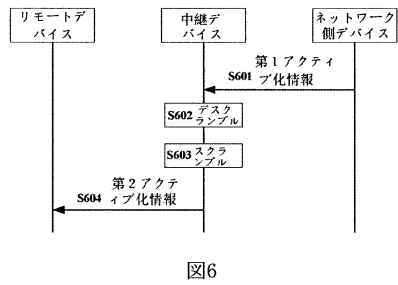 リモートデ
バイス
中継デ
バイス
ネットワーク
側デバイス
第1アクティ
S601 ブ化情報
S602 デスク
ランブル
S603 スクラ
ンブル
第2アクテ
S604 ィブ化情報
図6